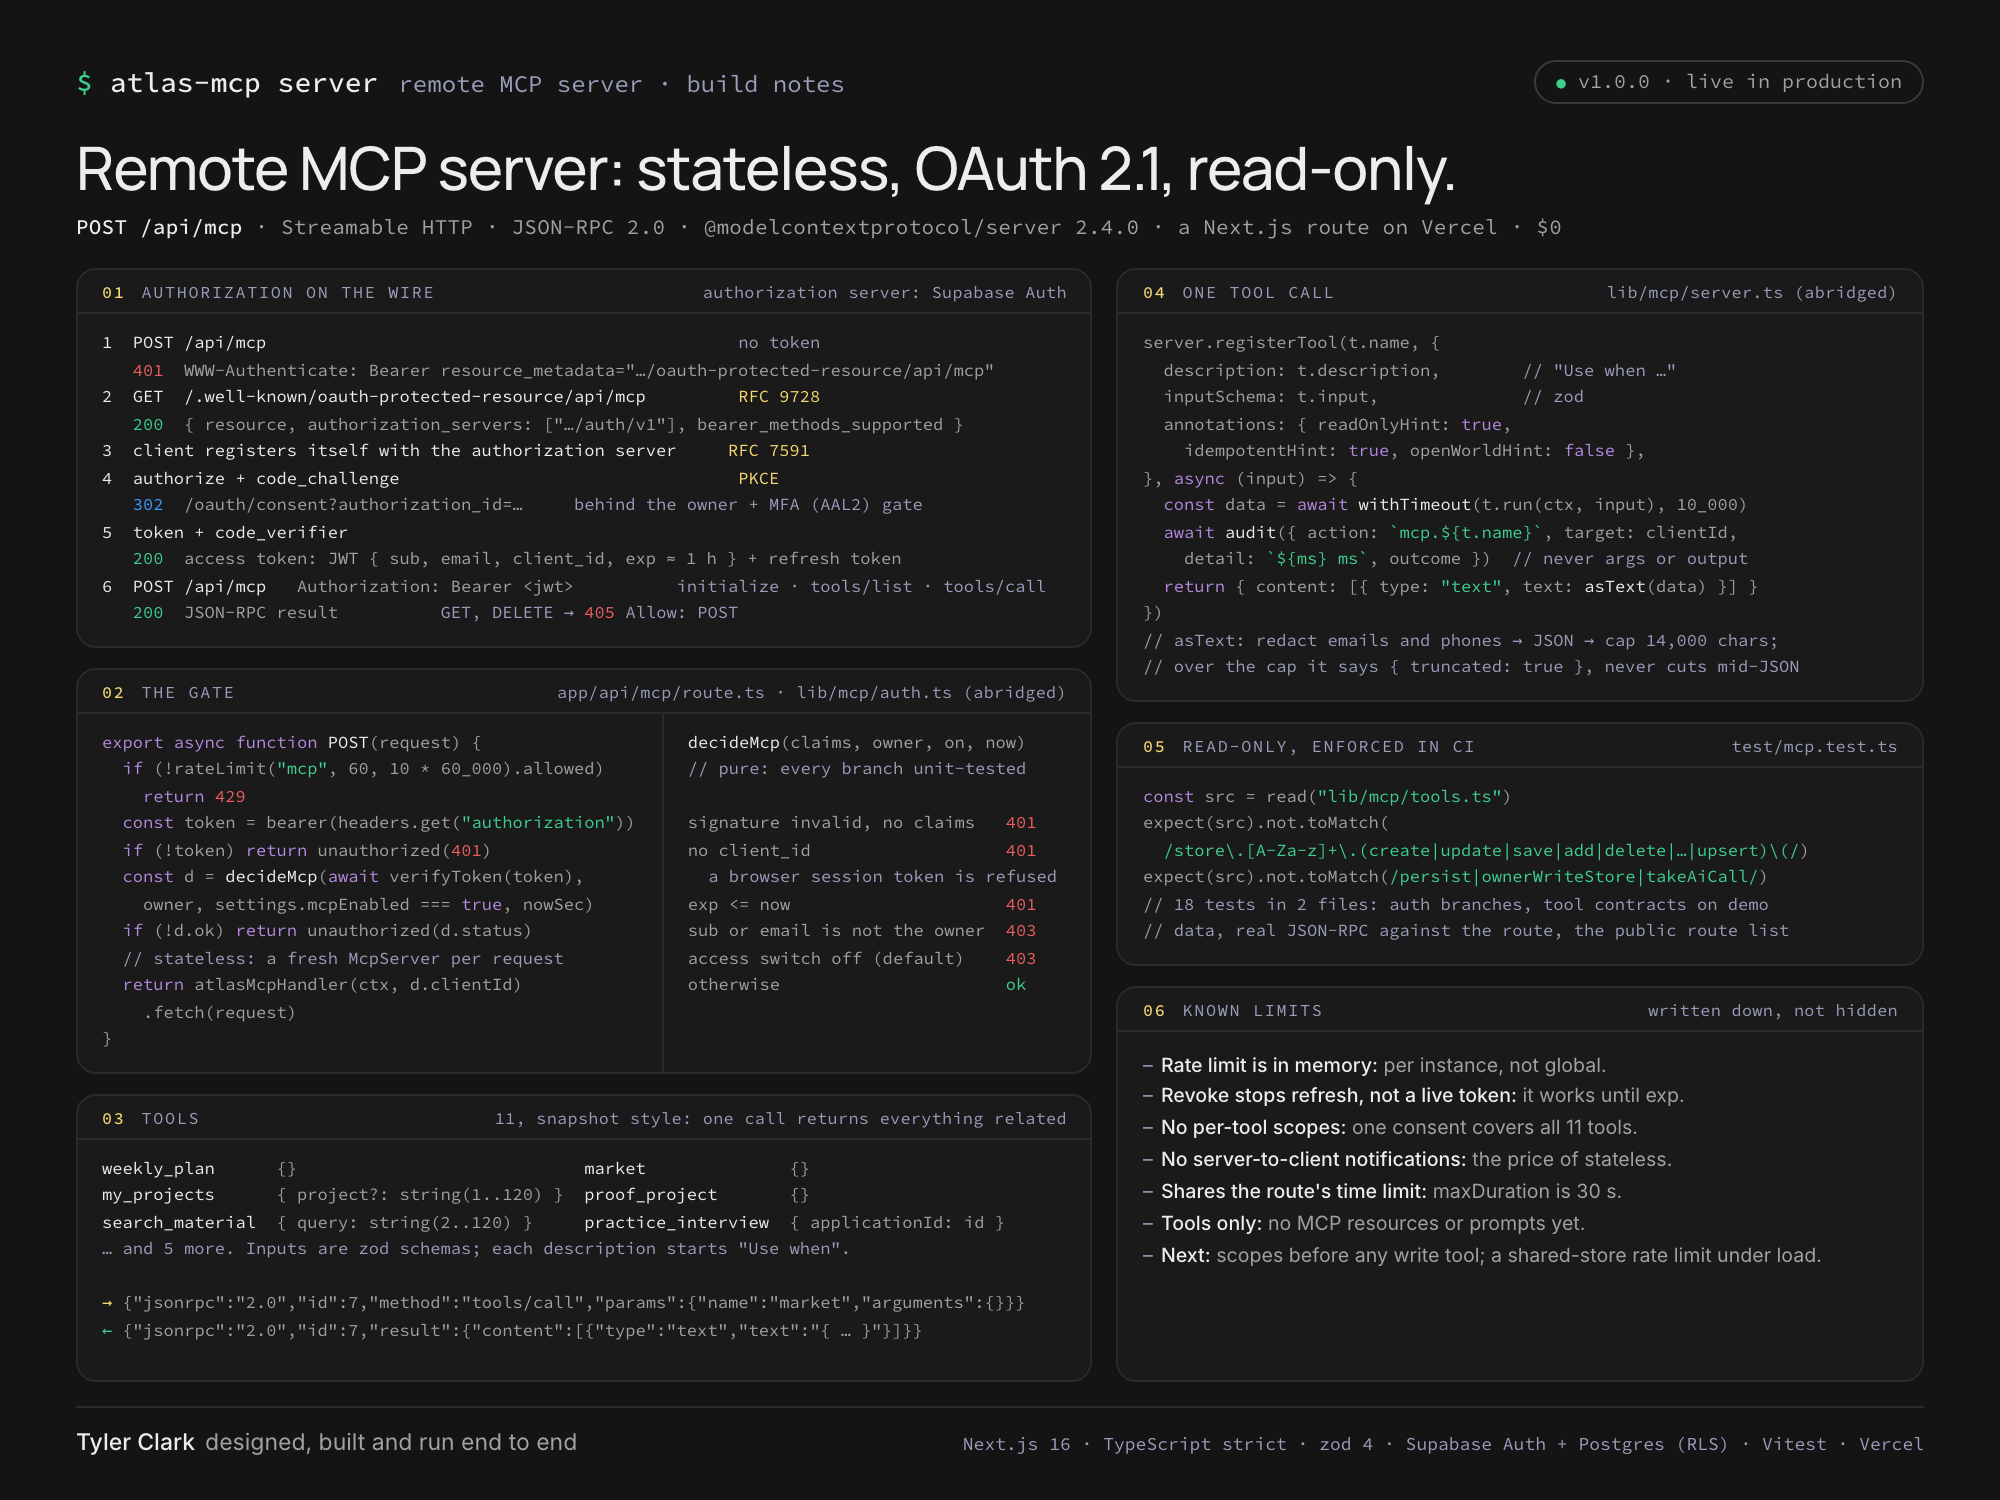 $ atlas-mcp server remote MCP server · build notes
● v1.0.0 · live in production
Remote MCP server: stateless, OAuth 2.1, read-only.
POST /api/mcp · Streamable HTTP · JSON-RPC 2.0 · @modelcontextprotocol/server 2.4.0 · a Next.js route on Vercel · $0
01 AUTHORIZATION ON THE WIRE authorization server: Supabase Auth
1 POST /api/mcp no token
401 WWW-Authenticate: Bearer resource_metadata="…/oauth-protected-resource/api/mcp"
2 GET /.well-known/oauth-protected-resource/api/mcp RFC 9728
200 { resource, authorization_servers: ["…/auth/v1"], bearer_methods_supported }
3 client registers itself with the authorization server RFC 7591
4 authorize + code_challenge PKCE
302 /oauth/consent?authorization_id=… behind the owner + MFA (AAL2) gate
5 token + code_verifier
200 access token: JWT { sub, email, client_id, exp ≈ 1 h } + refresh token
6 POST /api/mcp Authorization: Bearer <jwt> initialize · tools/list · tools/call
200 JSON-RPC result GET, DELETE → 405 Allow: POST
02 THE GATE app/api/mcp/route.ts · lib/mcp/auth.ts (abridged)
export async function POST(request) {
if (!rateLimit("mcp", 60, 10 * 60_000).allowed)
return 429
const token = bearer(headers.get("authorization"))
if (!token) return unauthorized(401)
const d = decideMcp(await verifyToken(token),
owner, settings.mcpEnabled === true, nowSec)
if (!d.ok) return unauthorized(d.status)
// stateless: a fresh McpServer per request
return atlasMcpHandler(ctx, d.clientId)
.fetch(request)
}
decideMcp(claims, owner, on, now)
// pure: every branch unit-tested
signature invalid, no claims 401
no client_id 401
a browser session token is refused
exp <= now 401
sub or email is not the owner 403
access switch off (default) 403
otherwise ok
03 TOOLS 11, snapshot style: one call returns everything related
weekly_plan {} market {}
my_projects { project?: string(1..120) } proof_project {}
search_material { query: string(2..120) } practice_interview { applicationId: id }
… and 5 more. Inputs are zod schemas; each description starts "Use when".
→ {"jsonrpc":"2.0","id":7,"method":"tools/call","params":{"name":"market","arguments":{}}}
← {"jsonrpc":"2.0","id":7,"result":{"content":[{"type":"text","text":"{ … }"}]}}
04 ONE TOOL CALL lib/mcp/server.ts (abridged)
server.registerTool(t.name, {
description: t.description, // "Use when …"
inputSchema: t.input, // zod
annotations: { readOnlyHint: true,
idempotentHint: true, openWorldHint: false },
}, async (input) => {
const data = await withTimeout(t.run(ctx, input), 10_000)
await audit({ action: `mcp.${t.name}`, target: clientId,
detail: `${ms} ms`, outcome }) // never args or output
return { content: [{ type: "text", text: asText(data) }] }
})
// asText: redact emails and phones → JSON → cap 14,000 chars;
// over the cap it says { truncated: true }, never cuts mid-JSON
05 READ-ONLY, ENFORCED IN CI test/mcp.test.ts
const src = read("lib/mcp/tools.ts")
expect(src).not.toMatch(
/store\.[A-Za-z]+\.(create|update|save|add|delete|…|upsert)\(/)
expect(src).not.toMatch(/persist|ownerWriteStore|takeAiCall/)
// 18 tests in 2 files: auth branches, tool contracts on demo
// data, real JSON-RPC against the route, the public route list
06 KNOWN LIMITS written down, not hidden
– Rate limit is in memory: per instance, not global.
– Revoke stops refresh, not a live token: it works until exp.
– No per-tool scopes: one consent covers all 11 tools.
– No server-to-client notifications: the price of stateless.
– Shares the route's time limit: maxDuration is 30 s.
– Tools only: no MCP resources or prompts yet.
– Next: scopes before any write tool; a shared-store rate limit under load.
Tyler Clark designed, built and run end to end
Next.js 16 · TypeScript strict · zod 4 · Supabase Auth + Postgres (RLS) · Vitest · Vercel